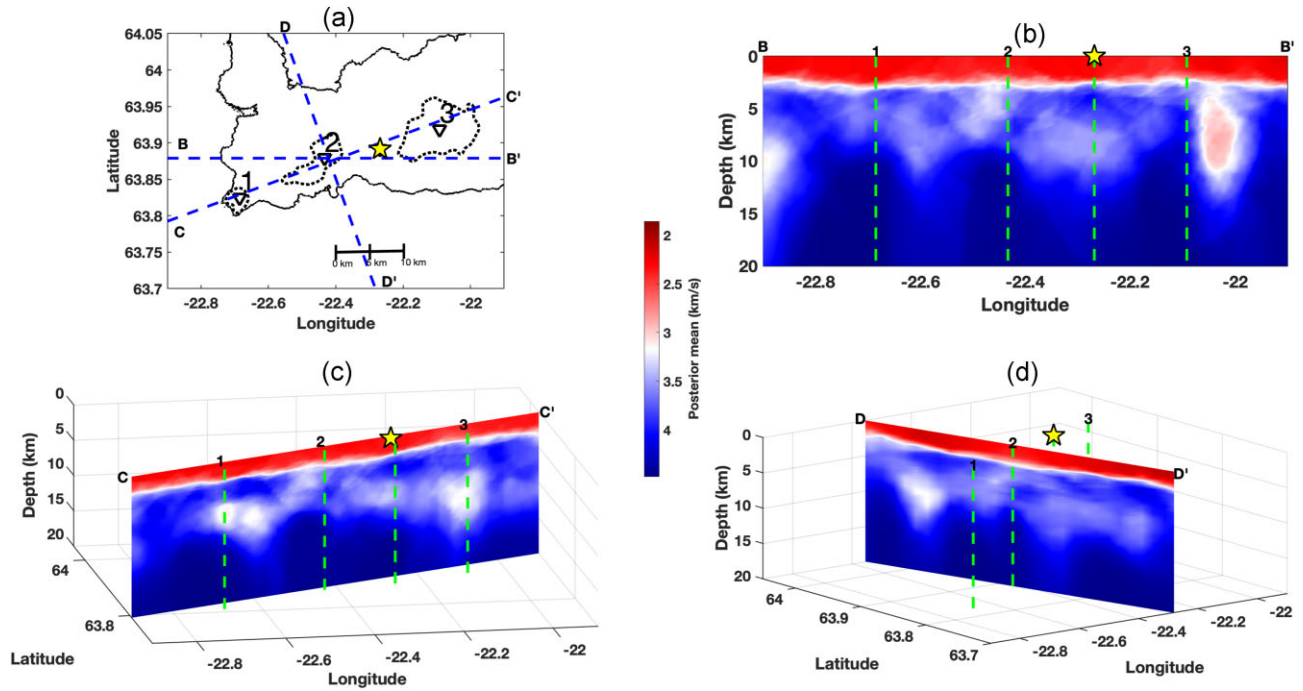 (a)
D
64.05
64
63.95
63.9
63.85
63.8
63.75
63.7
Latitude
B
B'
C
C'
D'
1
2
3
0 km 5 km 10 km
-22.8 -22.6 -22.4 -22.2 -22
Longitude
(b)
B
1
2
3
B'
0
5
10
15
20
Depth (km)
-22.8 -22.6 -22.4 -22.2 -22
Longitude
2
2.5
3
3.5
4
Posterior mean (km/s)
(c)
0
5
10
15
20
Depth (km)
C
1
2
3
C'
64
63.8
Latitude
-22.8 -22.6 -22.4 -22.2 -22
Longitude
(d)
D
1
2
3
D'
0
5
10
15
20
Depth (km)
64
63.9
63.8
63.7
Latitude
-22.8 -22.6 -22.4 -22.2 -22
Longitude